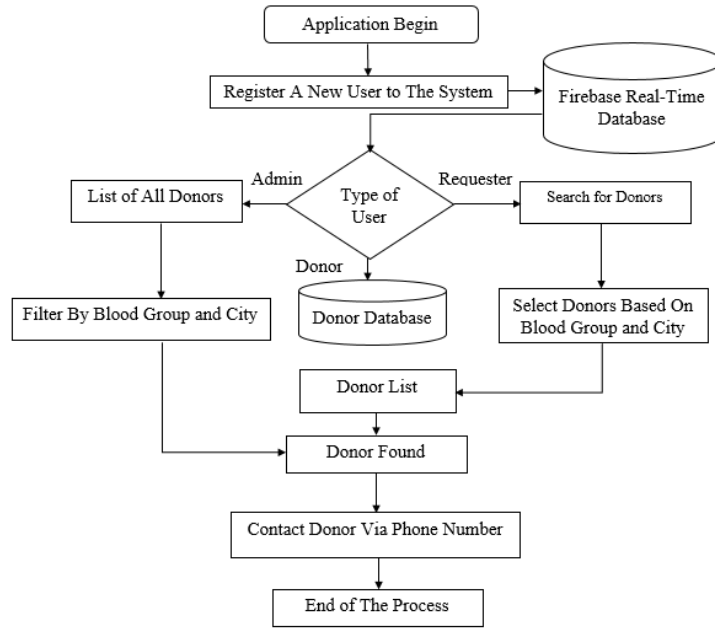 Application Begin
Register A New User to The System
Firebase Real-Time
Database
Admin
Requester
List of All Donors
Type of
User
Search for Donors
Donor
Filter By Blood Group and City
Donor Database
Select Donors Based On
Blood Group and City
Donor List
Donor Found
Contact Donor Via Phone Number
End of The Process